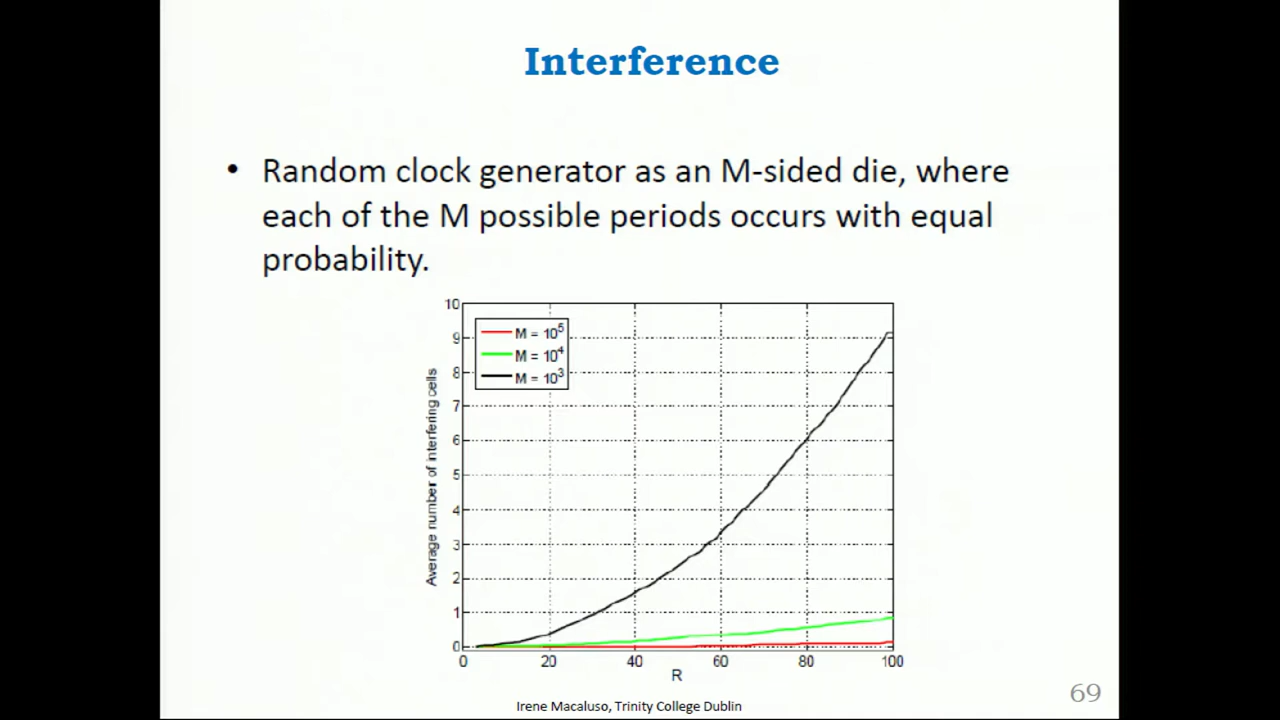 Interference
• Random clock generator as an M-sided die, where
each of the M possible periods occurs with equal
probability.
10
9
8
7
6
5
4
3
2
1
0
M = 10⁵
M = 10⁴
M = 10³
Average number of interfering cells
0 20 40 60 80 100
R
Irene Macaluso, Trinity College Dublin
69